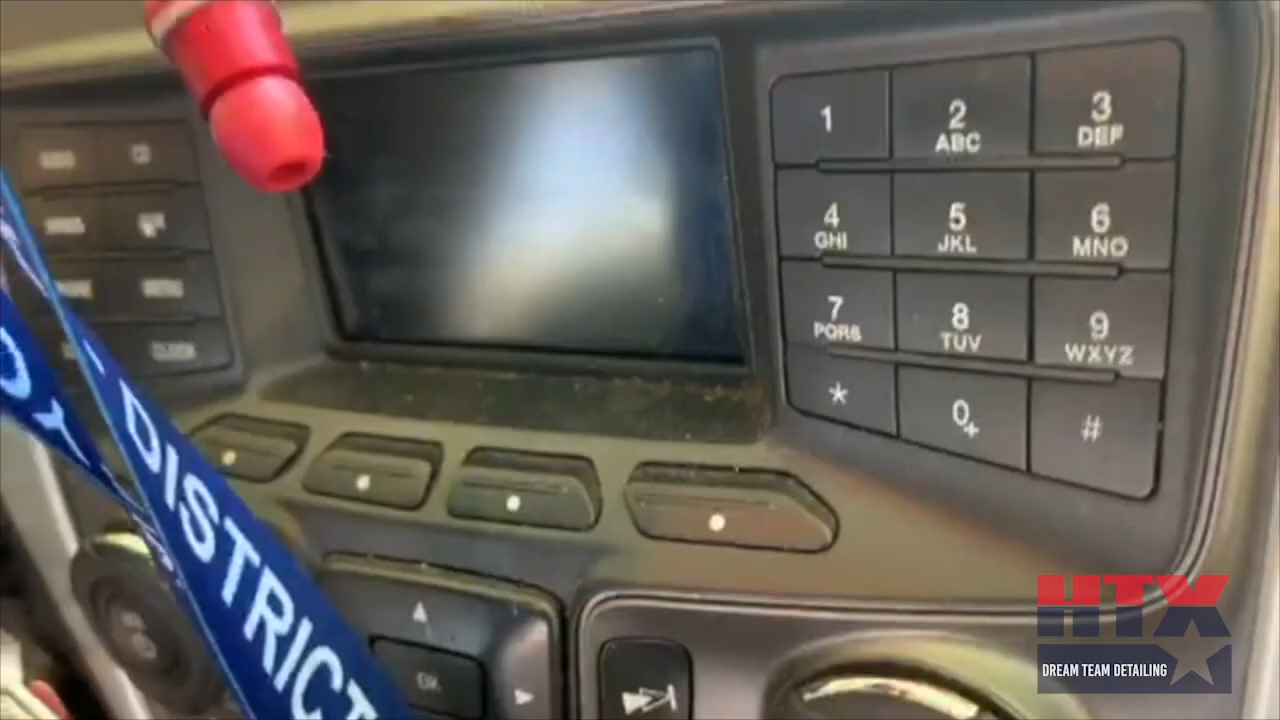 1
2
ABC
3
DEF
4
GHI
5
JKL
6
MNO
7
PQRS
8
TUV
9
WXYZ
*
0+
#
CD
OK
- DISTRICT
HTX
DREAM TEAM DETAILING